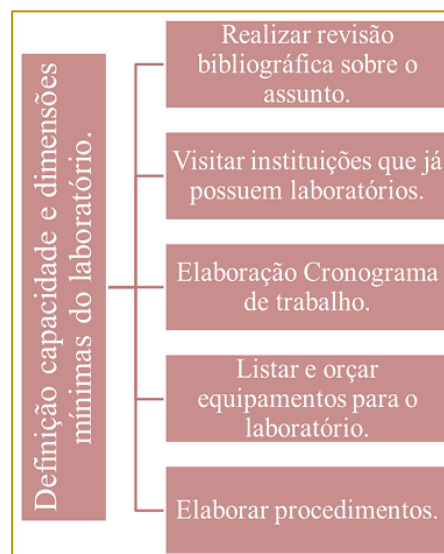 Definição capacidade e dimensões
mínimas do laboratório.
Realizar revisão
bibliográfica sobre o
assunto.
Visitar instituições que já
possuem laboratórios.
Elaboração Cronograma
de trabalho.
Listar e orçar
equipamentos para o
laboratório.
Elaborar procedimentos.